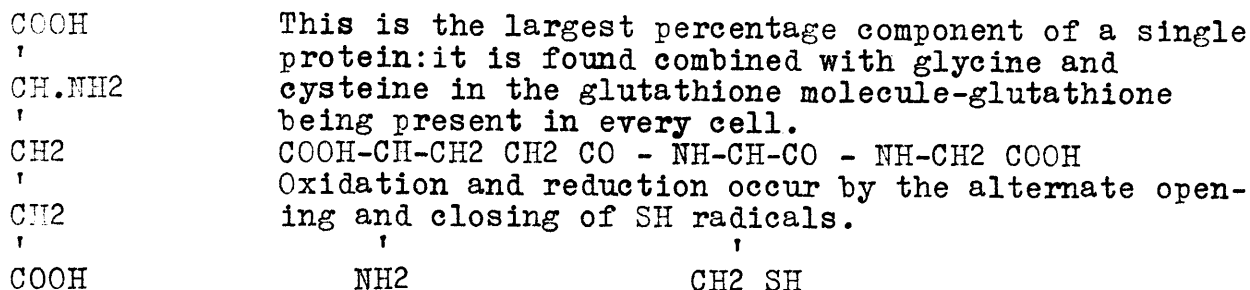 COOH This is the largest percentage component of a single
' protein:it is found combined with glycine and
CH.NH2 cysteine in the glutathione molecule-glutathione
' being present in every cell.
CH2 COOH-CH-CH2 CH2 CO - NH-CH-CO - NH-CH2 COOH
' Oxidation and reduction occur by the alternate open-
CH2 ing and closing of SH radicals.
' ' '
COOH NH2 CH2 SH